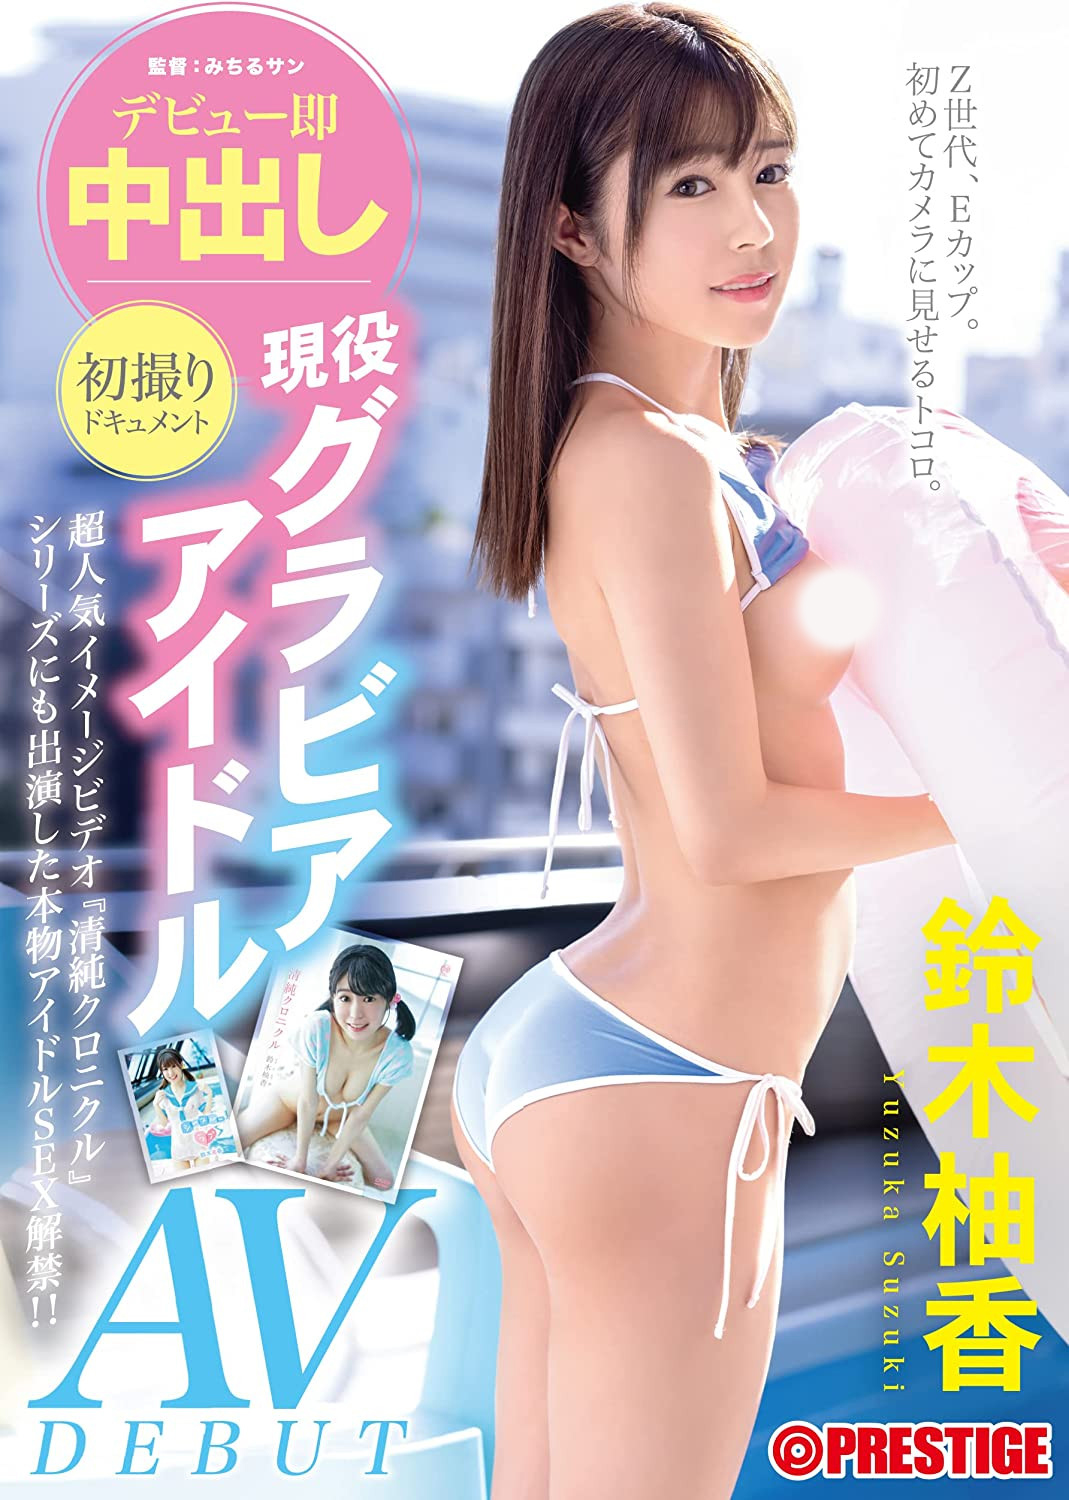 監督：みちるサン
デビュー即
中出し
初撮り
ドキュメント
現役グラビア
アイドル
超人気イメージビデオ『清純クロニクル』
シリーズにも出演した本物アイドルSEX解禁!!
Z世代、Eカップ。
初めてカメラに見せるトコロ。
清純クロニクル
鈴木柚香
AV
DEBUT
鈴木柚香
Yuzuka Suzuki
PRESTIGE